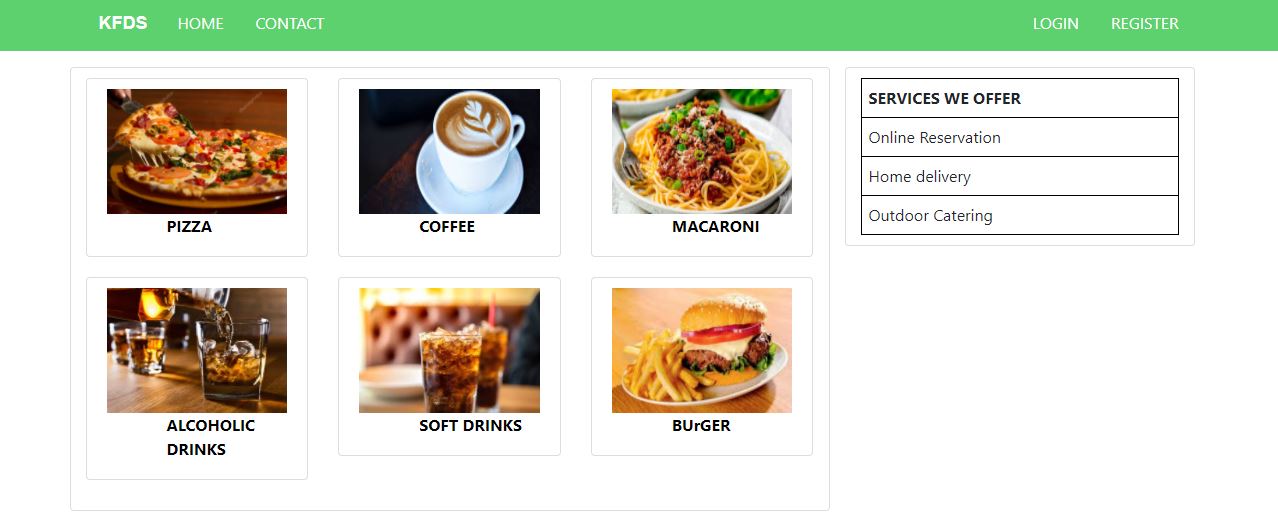 KFDS HOME CONTACT LOGIN REGISTER
PIZZA
COFFEE
MACARONI
ALCOHOLIC
DRINKS
SOFT DRINKS
BUrGER
SERVICES WE OFFER
Online Reservation
Home delivery
Outdoor Catering